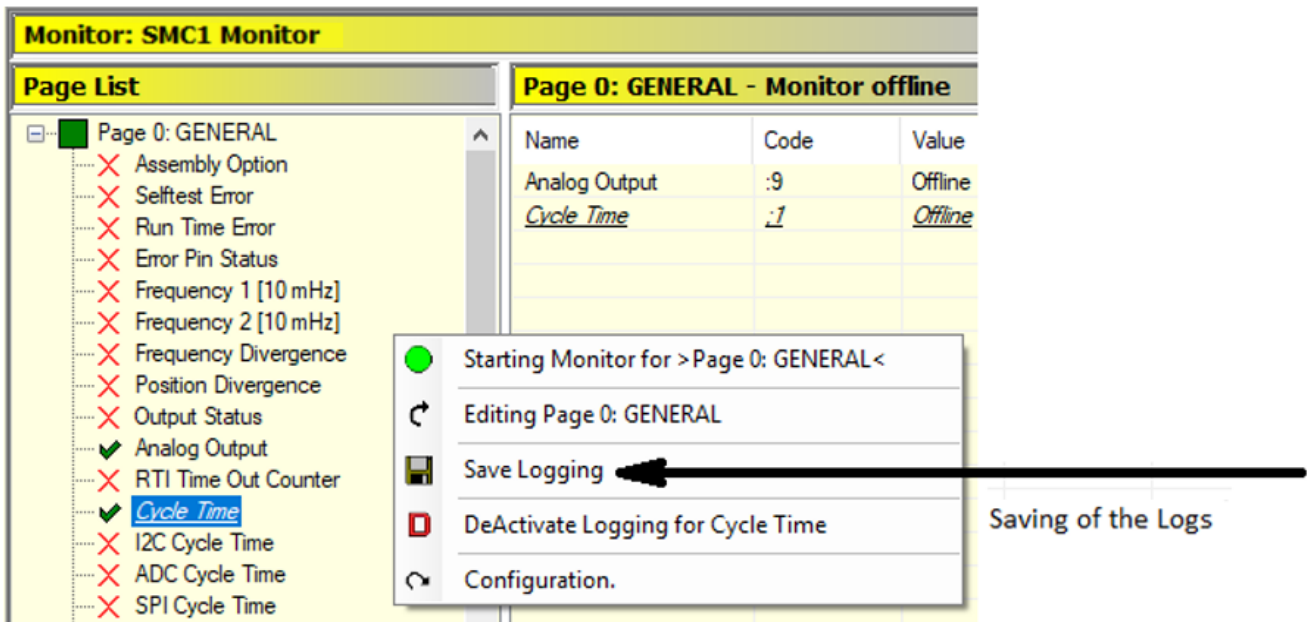 Monitor: SMC1 Monitor
Page List
Page 0: GENERAL
Assembly Option
Selftest Error
Run Time Error
Error Pin Status
Frequency 1 [10 mHz]
Frequency 2 [10 mHz]
Frequency Divergence
Position Divergence
Output Status
Analog Output
RTI Time Out Counter
Cycle Time
I2C Cycle Time
ADC Cycle Time
SPI Cycle Time
Page 0: GENERAL - Monitor offline
Name Code Value
Analog Output :9 Offline
Cycle Time ;1 Offline
Starting Monitor for >Page 0: GENERAL<
Editing Page 0: GENERAL
Save Logging
DeActivate Logging for Cycle Time
Configuration.
Saving of the Logs